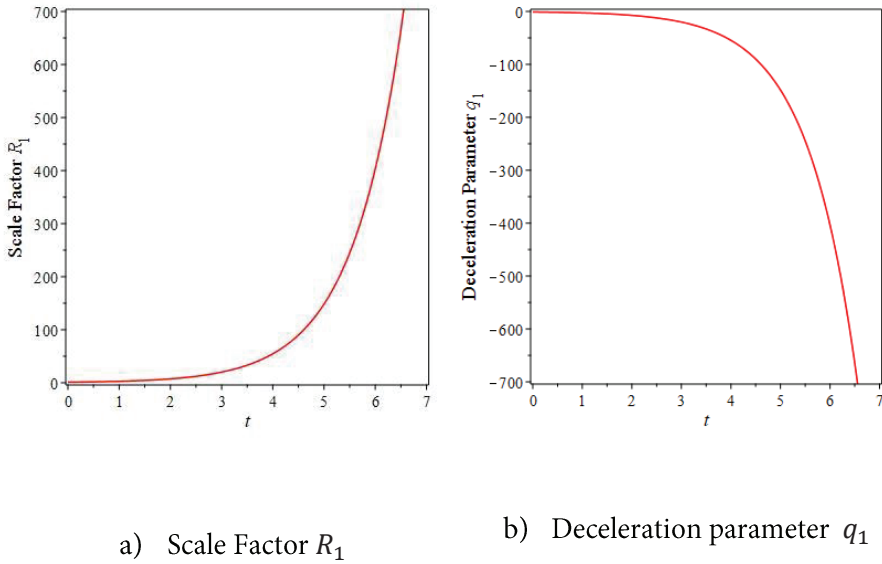 700
600
500
400
300
200
100
0
Scale Factor R₁
0 1 2 3 4 5 6 7
t
0
−100
−200
−300
−400
−500
−600
−700
Deceleration Parameter q₁
0 1 2 3 4 5 6 7
t
a) Scale Factor R₁
b) Deceleration parameter q₁